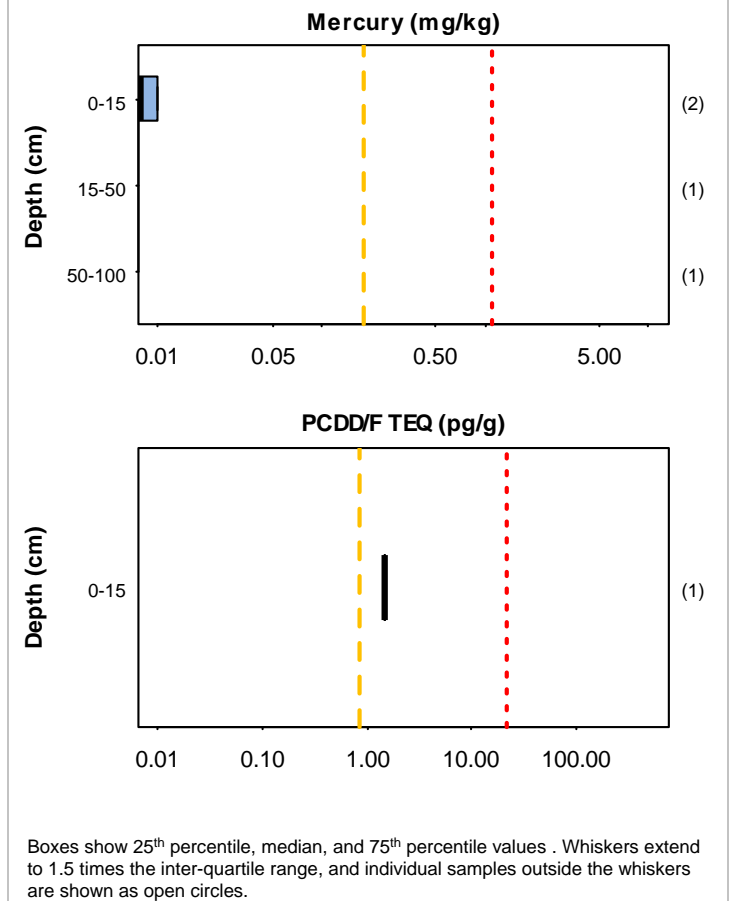 Mercury (mg/kg)
Depth (cm)
0-15
(2)
15-50
(1)
50-100
(1)
0.01 0.05 0.50 5.00
PCDD/F TEQ (pg/g)
Depth (cm)
0-15
(1)
0.01 0.10 1.00 10.00 100.00
Boxes show 25th percentile, median, and 75th percentile values . Whiskers extend
to 1.5 times the inter-quartile range, and individual samples outside the whiskers
are shown as open circles.